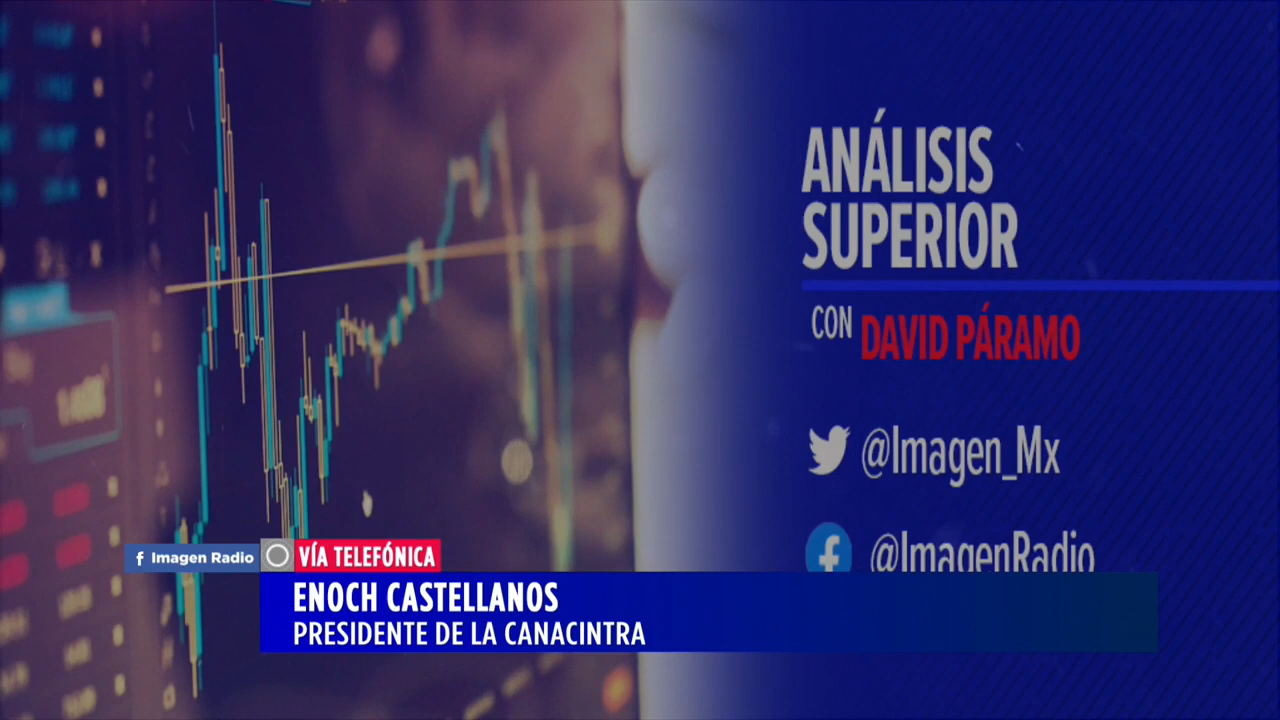 ANÁLISIS
SUPERIOR
CON DAVID PÁRAMO
@Imagen_Mx
@ImagenRadio
f Imagen Radio
VÍA TELEFÓNICA
ENOCH CASTELLANOS
PRESIDENTE DE LA CANACINTRA